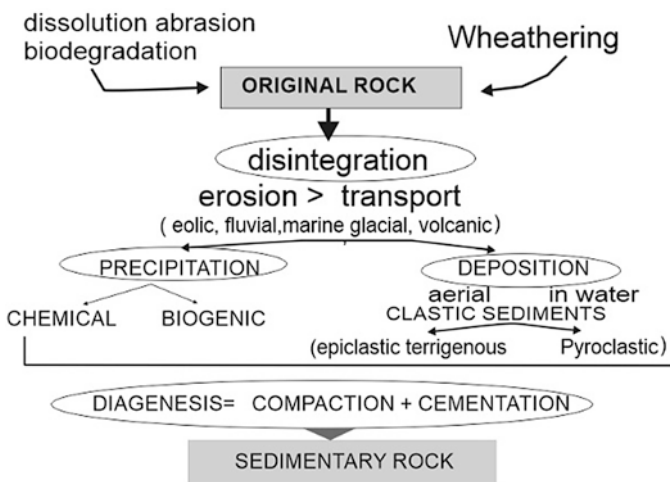 dissolution abrasion
biodegradation
Wheathering
ORIGINAL ROCK
disintegration
erosion > transport
( eolic, fluvial,marine glacial, volcanic)
PRECIPITATION
DEPOSITION
aerial in water
CHEMICAL BIOGENIC
CLASTIC SEDIMENTS
(epiclastic terrigenous Pyroclastic)
DIAGENESIS= COMPACTION + CEMENTATION
SEDIMENTARY ROCK